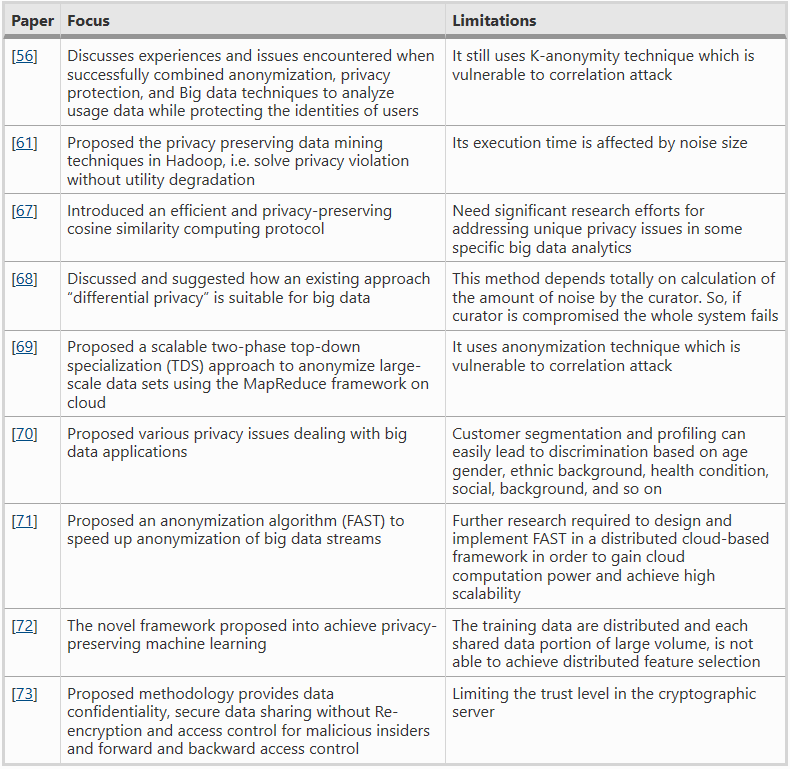 Paper Focus Limitations
[56] Discusses experiences and issues encountered when It still uses K-anonymity technique which is
successfully combined anonymization, privacy vulnerable to correlation attack
protection, and Big data techniques to analyze
usage data while protecting the identities of users
[61] Proposed the privacy preserving data mining Its execution time is affected by noise size
techniques in Hadoop, i.e. solve privacy violation
without utility degradation
[67] Introduced an efficient and privacy-preserving Need significant research efforts for
cosine similarity computing protocol addressing unique privacy issues in some
specific big data analytics
[68] Discussed and suggested how an existing approach This method depends totally on calculation of
“differential privacy” is suitable for big data the amount of noise by the curator. So, if
curator is compromised the whole system fails
[69] Proposed a scalable two-phase top-down It uses anonymization technique which is
specialization (TDS) approach to anonymize large- vulnerable to correlation attack
scale data sets using the MapReduce framework on
cloud
[70] Proposed various privacy issues dealing with big Customer segmentation and profiling can
data applications easily lead to discrimination based on age
gender, ethnic background, health condition,
social, background, and so on
[71] Proposed an anonymization algorithm (FAST) to Further research required to design and
speed up anonymization of big data streams implement FAST in a distributed cloud-based
framework in order to gain cloud
computation power and achieve high
scalability
[72] The novel framework proposed into achieve privacy- The training data are distributed and each
preserving machine learning shared data portion of large volume, is not
able to achieve distributed feature selection
[73] Proposed methodology provides data Limiting the trust level in the cryptographic
confidentiality, secure data sharing without Re- server
encryption and access control for malicious insiders
and forward and backward access control